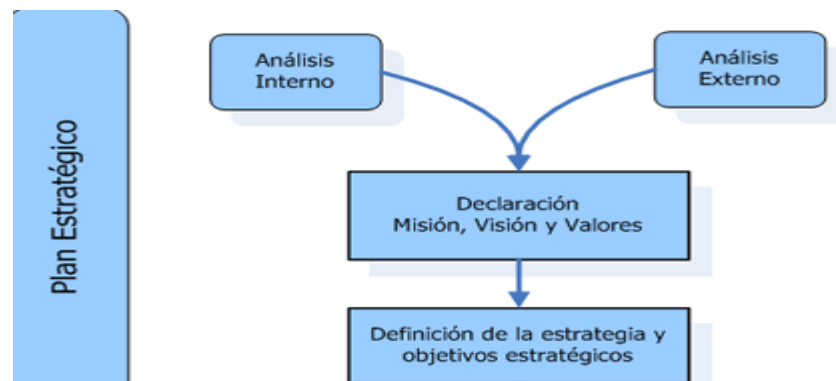 Plan Estratégico
Análisis
Interno
Análisis
Externo
Declaración
Misión, Visión y Valores
Definición de la estrategia y
objetivos estratégicos